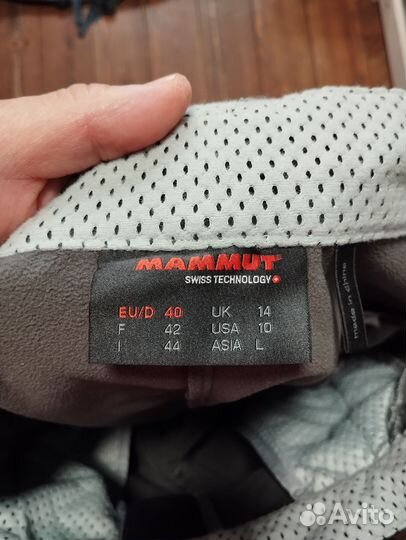 MAMMUT
SWISS TECHNOLOGY
EU/D 40 UK 14
F 42 USA 10
I 44 ASIA L
made in china
Avito